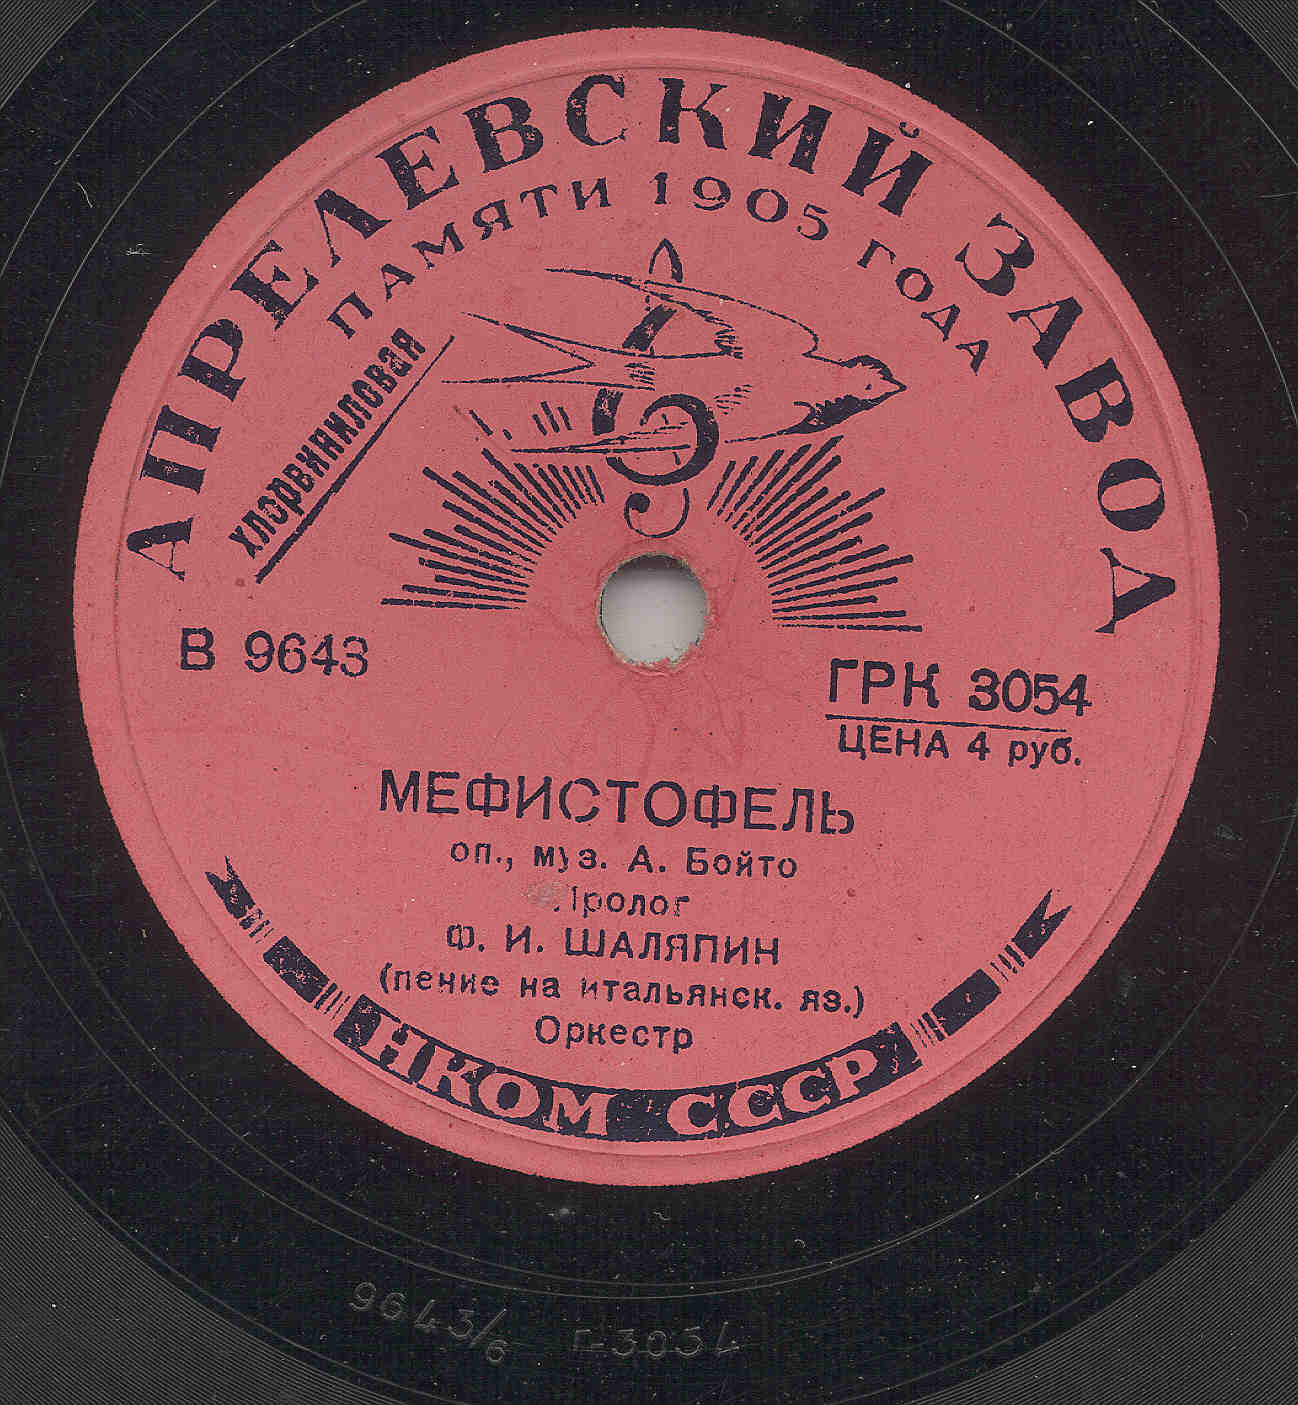 АПРЕЛЕВСКИЙ ЗАВОД
ПАМЯТИ 1905 ГОДА
хлорвиниловая
В 9643
ГРК 3054
ЦЕНА 4 руб.
МЕФИСТОФЕЛЬ
оп., муз. А. Бойто
Пролог
Ф. И. ШАЛЯПИН
(пение на итальянск. яз.)
Оркестр
НКОМ СССР
9643/6 Г-3054